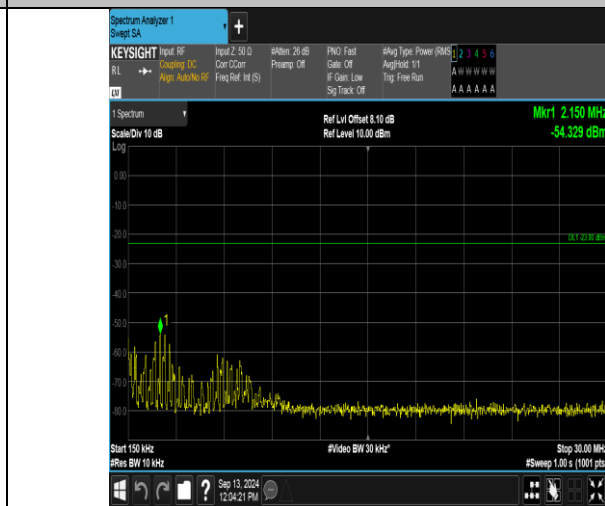 Spectrum Analyzer 1
Swept SA
+
KEYSIGHT Input: RF Input Z: 50 Ω #Atten: 26 dB PNO: Fast #Avg Type: Power (RMS 1 2 3 4 5 6
RL Coupling: DC Corr CCorr Preamp: Off Gate: Off Avg|Hold: 1/1 A W W W W W
Align: Auto/No RF Freq Ref: Int (S) IF Gain: Low Trig: Free Run
LXI Sig Track: Off A A A A A A
1 Spectrum Ref Lvl Offset 8.10 dB Mkr1 2.150 MHz
Scale/Div 10 dB Ref Level 10.00 dBm -54.329 dBm
Log
0.00
-10.0
-20.0 DL1 -23.00 dBm
-30.0
-40.0
-50.0 1
-60.0
-70.0
-80.0
Start 150 kHz #Video BW 30 kHz* Stop 30.00 MHz
#Res BW 10 kHz #Sweep 1.00 s (1001 pts
? Sep 13, 2024
12:04:21 PM